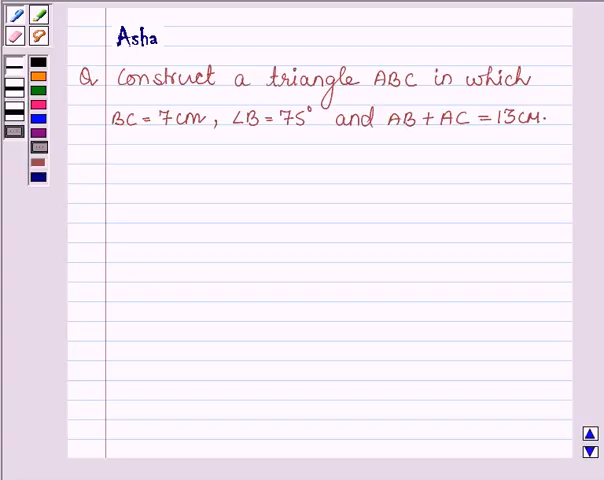 Asha
Q Construct a triangle ABC in which
BC = 7cm, ∠B = 75° and AB + AC = 13cm.